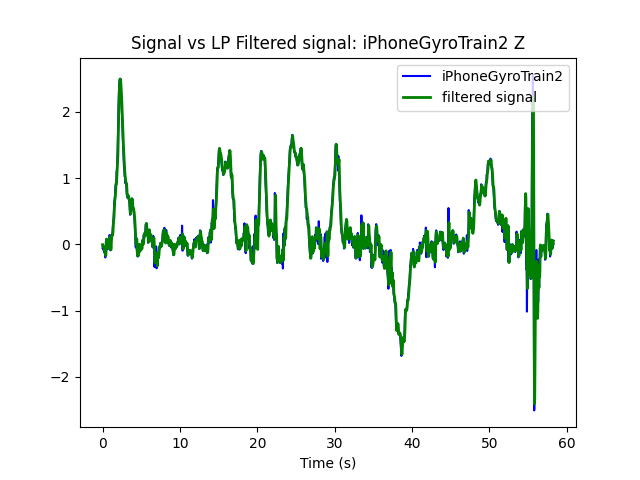 Signal vs LP Filtered signal: iPhoneGyroTrain2 Z
iPhoneGyroTrain2
filtered signal
2
1
0
−1
−2
0 10 20 30 40 50 60
Time (s)